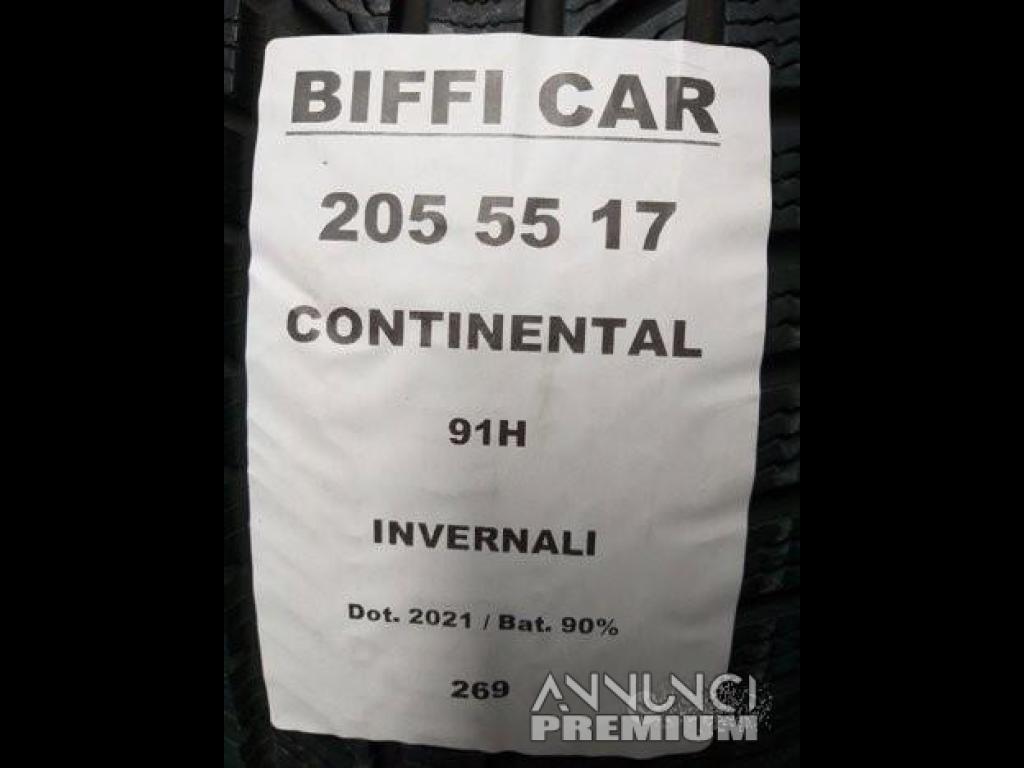 BIFFI CAR
205 55 17
CONTINENTAL
91H
INVERNALI
Dot. 2021 / Bat. 90%
269
ANNUNCI
PREMIUM